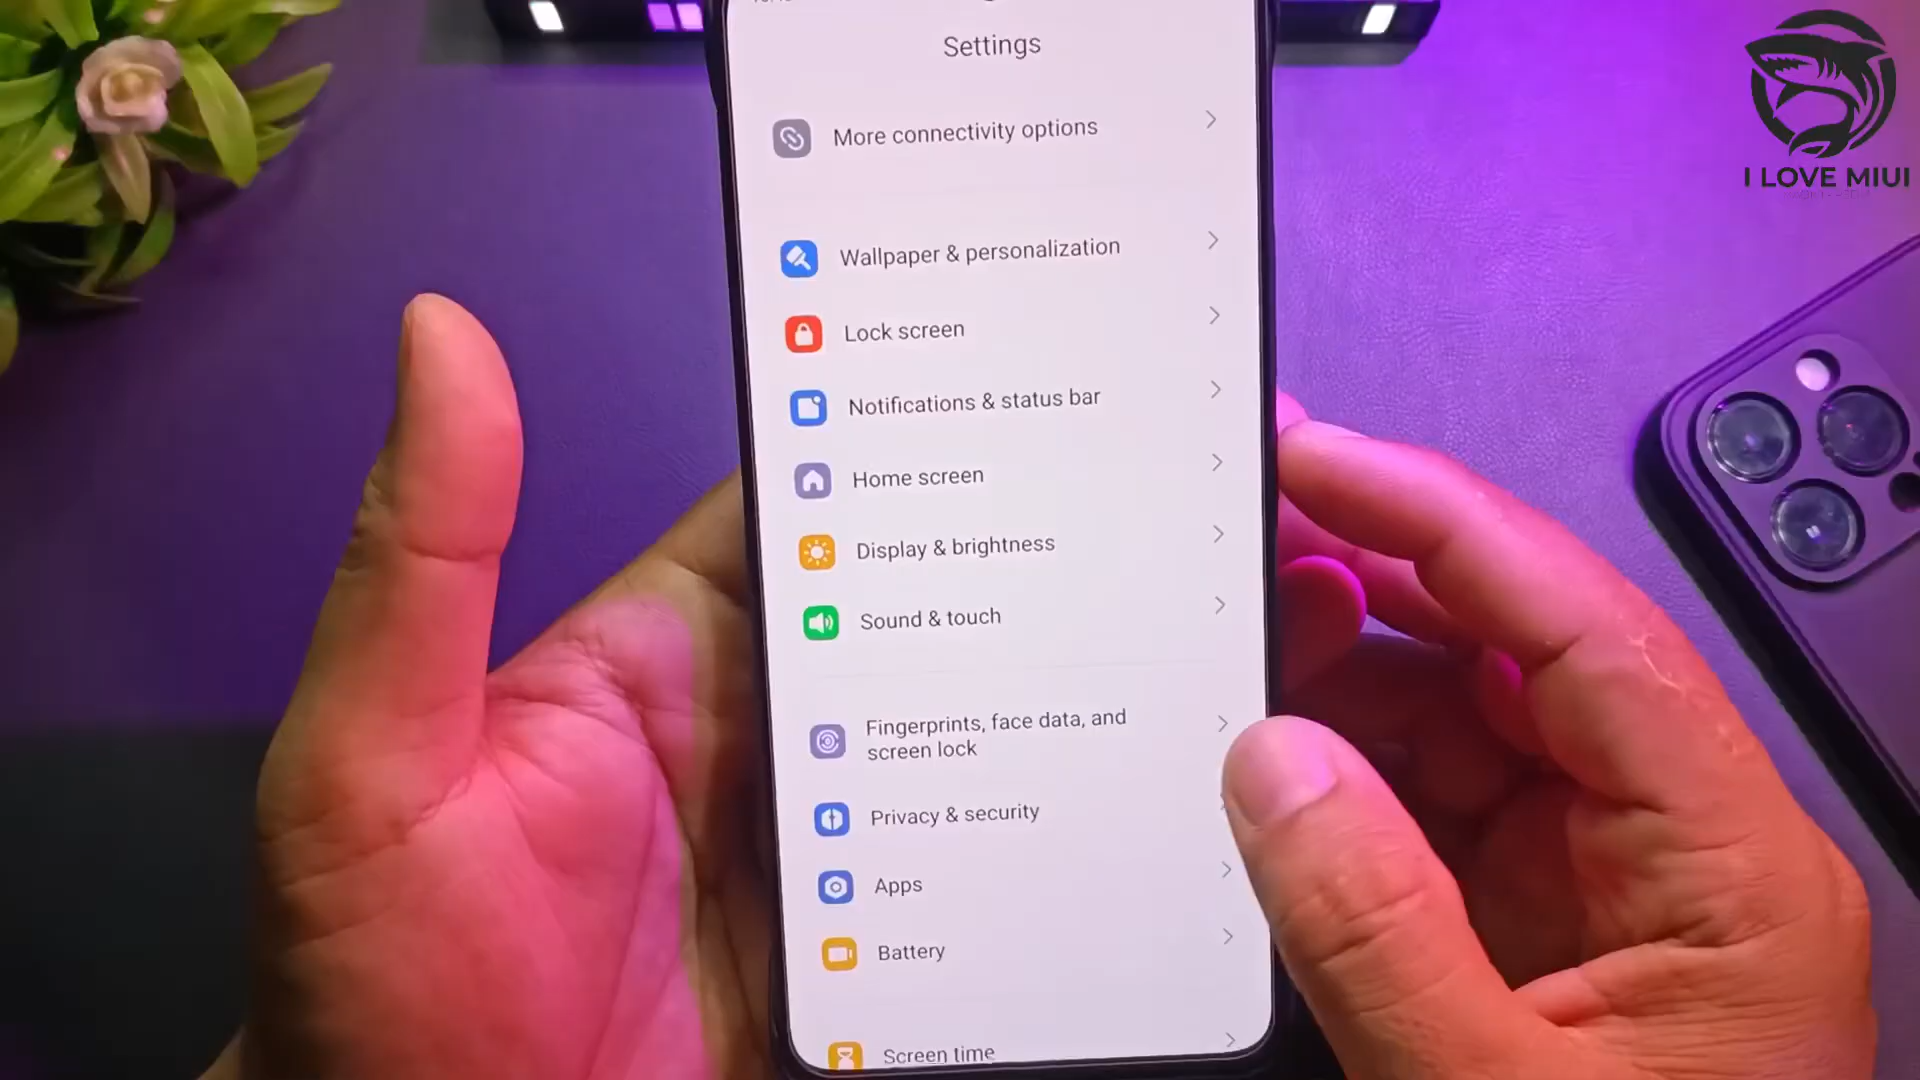 Settings
More connectivity options
Wallpaper & personalization
Lock screen
Notifications & status bar
Home screen
Display & brightness
Sound & touch
Fingerprints, face data, and
screen lock
Privacy & security
Apps
Battery
Screen time
I LOVE MIUI